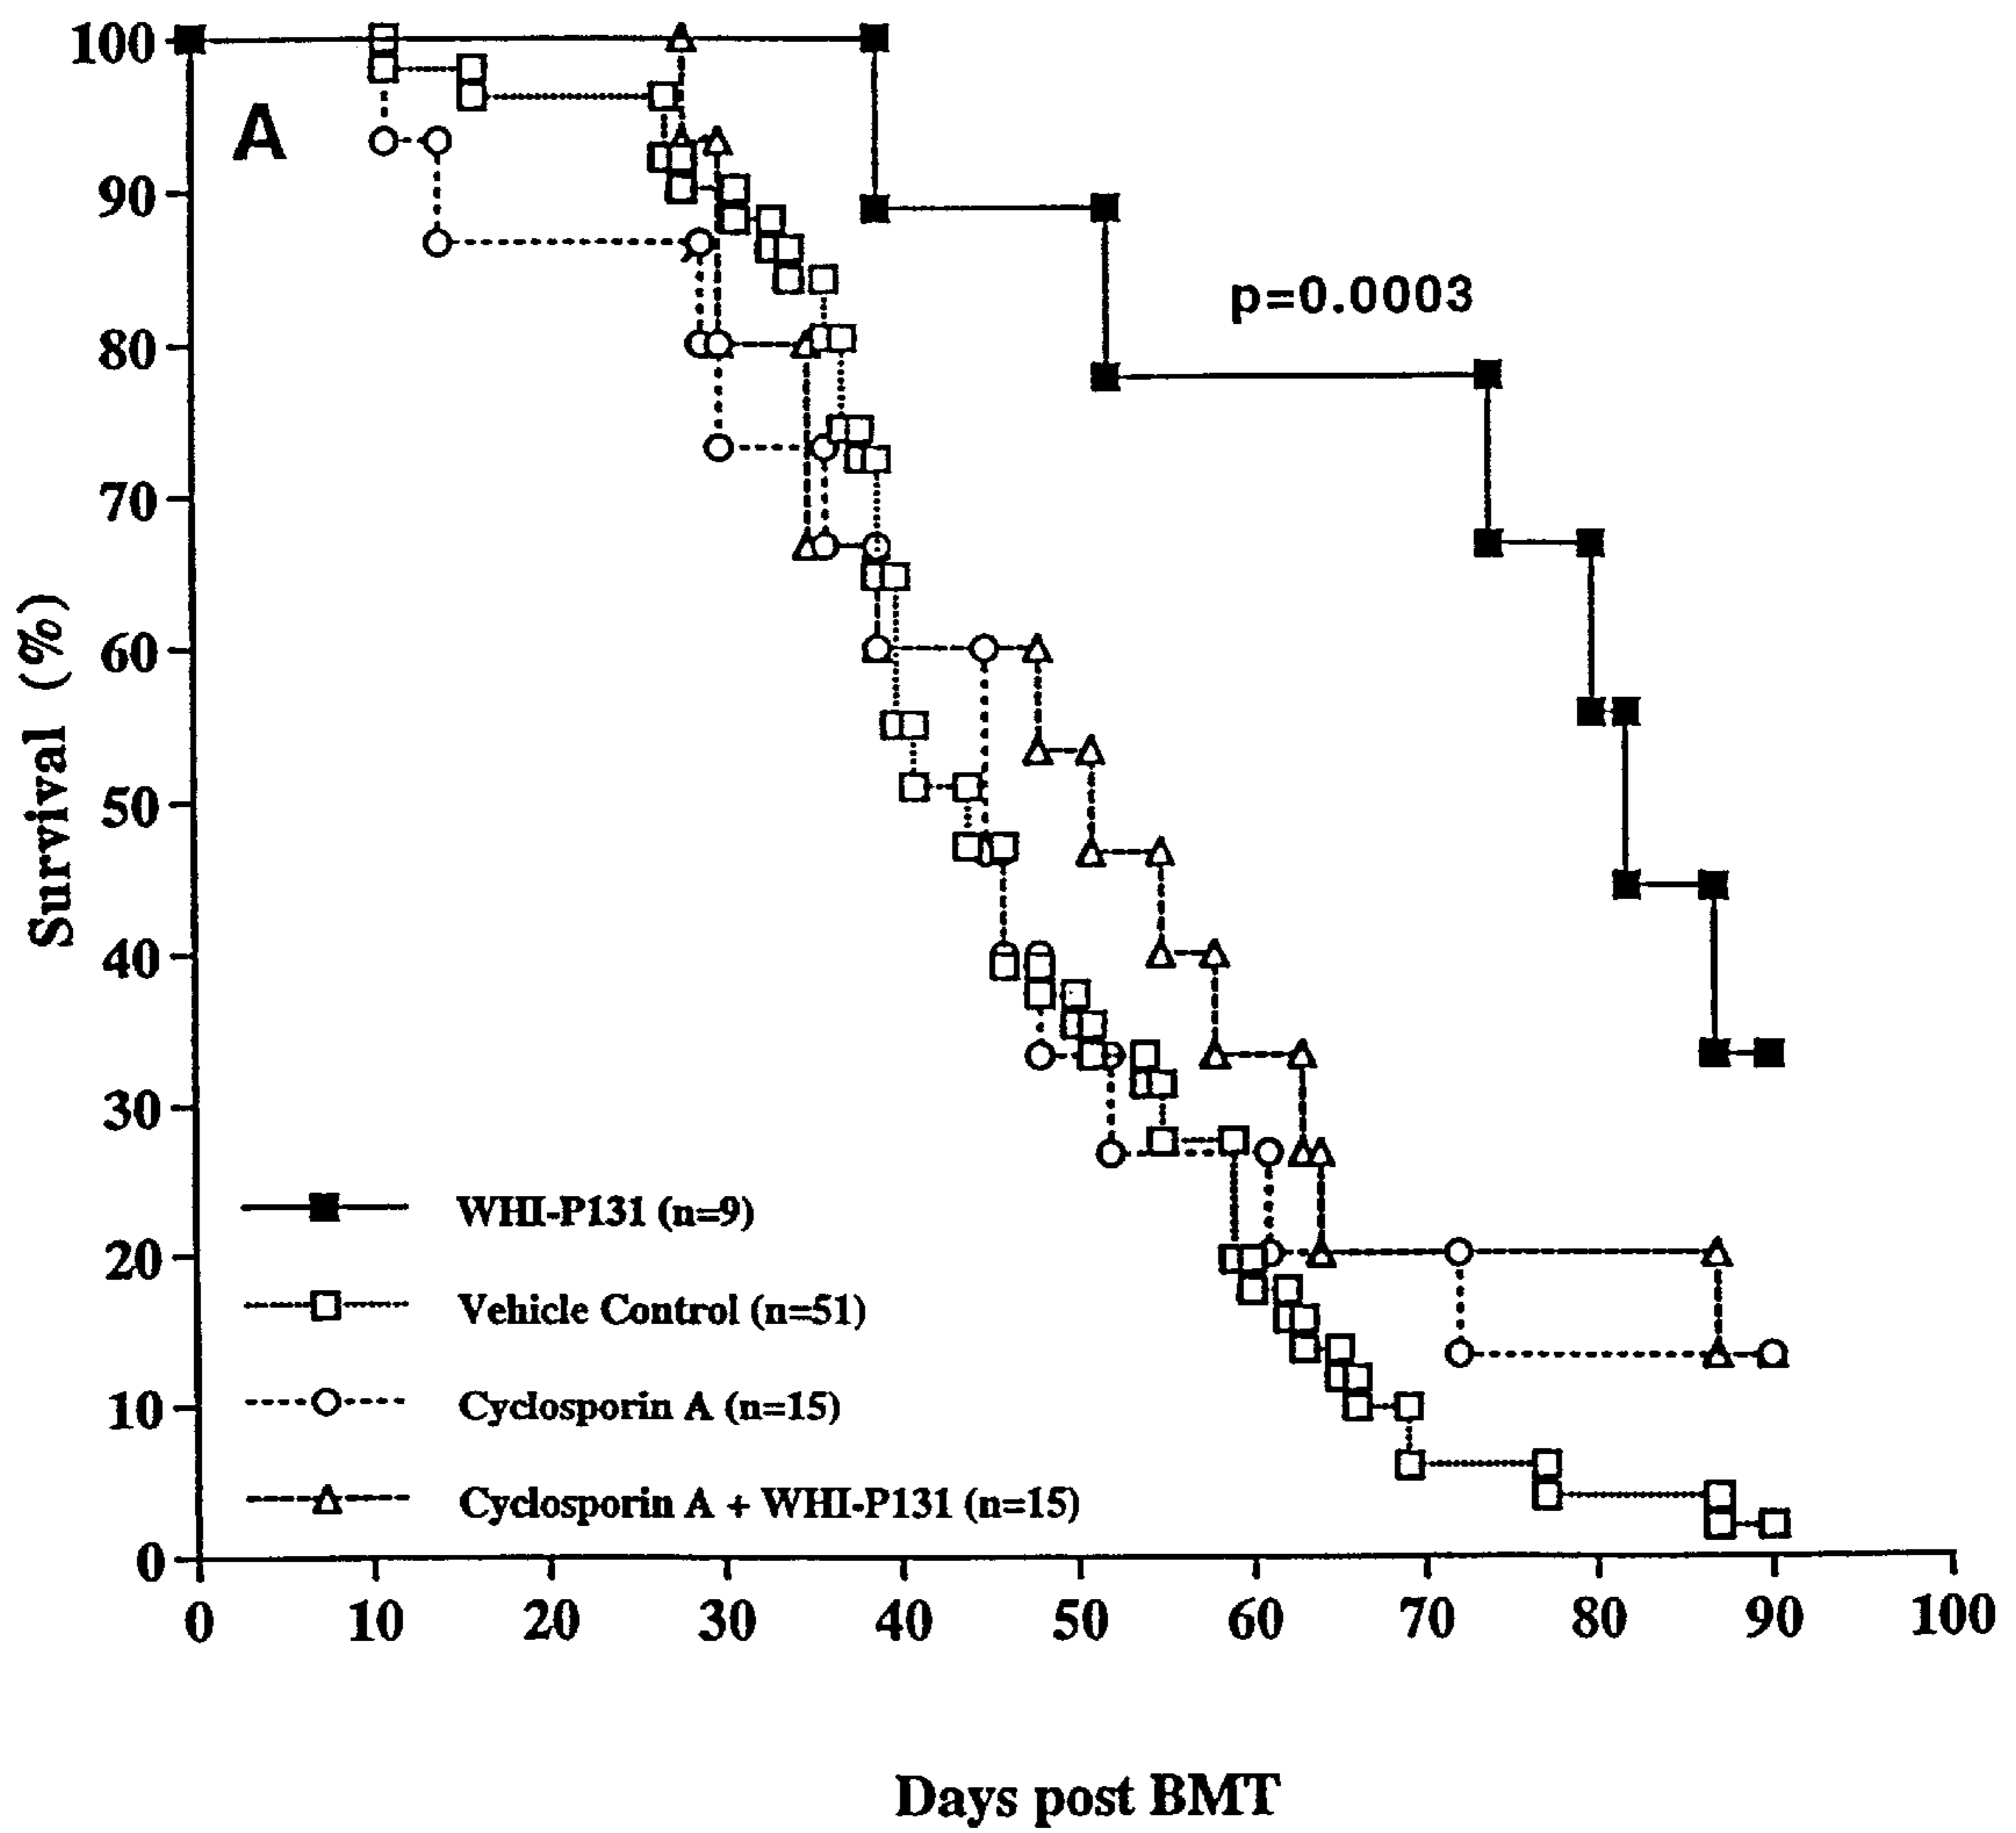 A
p=0.0003
Survival (%)
100
90
80
70
60
50
40
30
20
10
0
WHI-P131 (n=9)
Vehicle Control (n=51)
Cyclosporin A (n=15)
Cyclosporin A + WHI-P131 (n=15)
0 10 20 30 40 50 60 70 80 90 100
Days post BMT